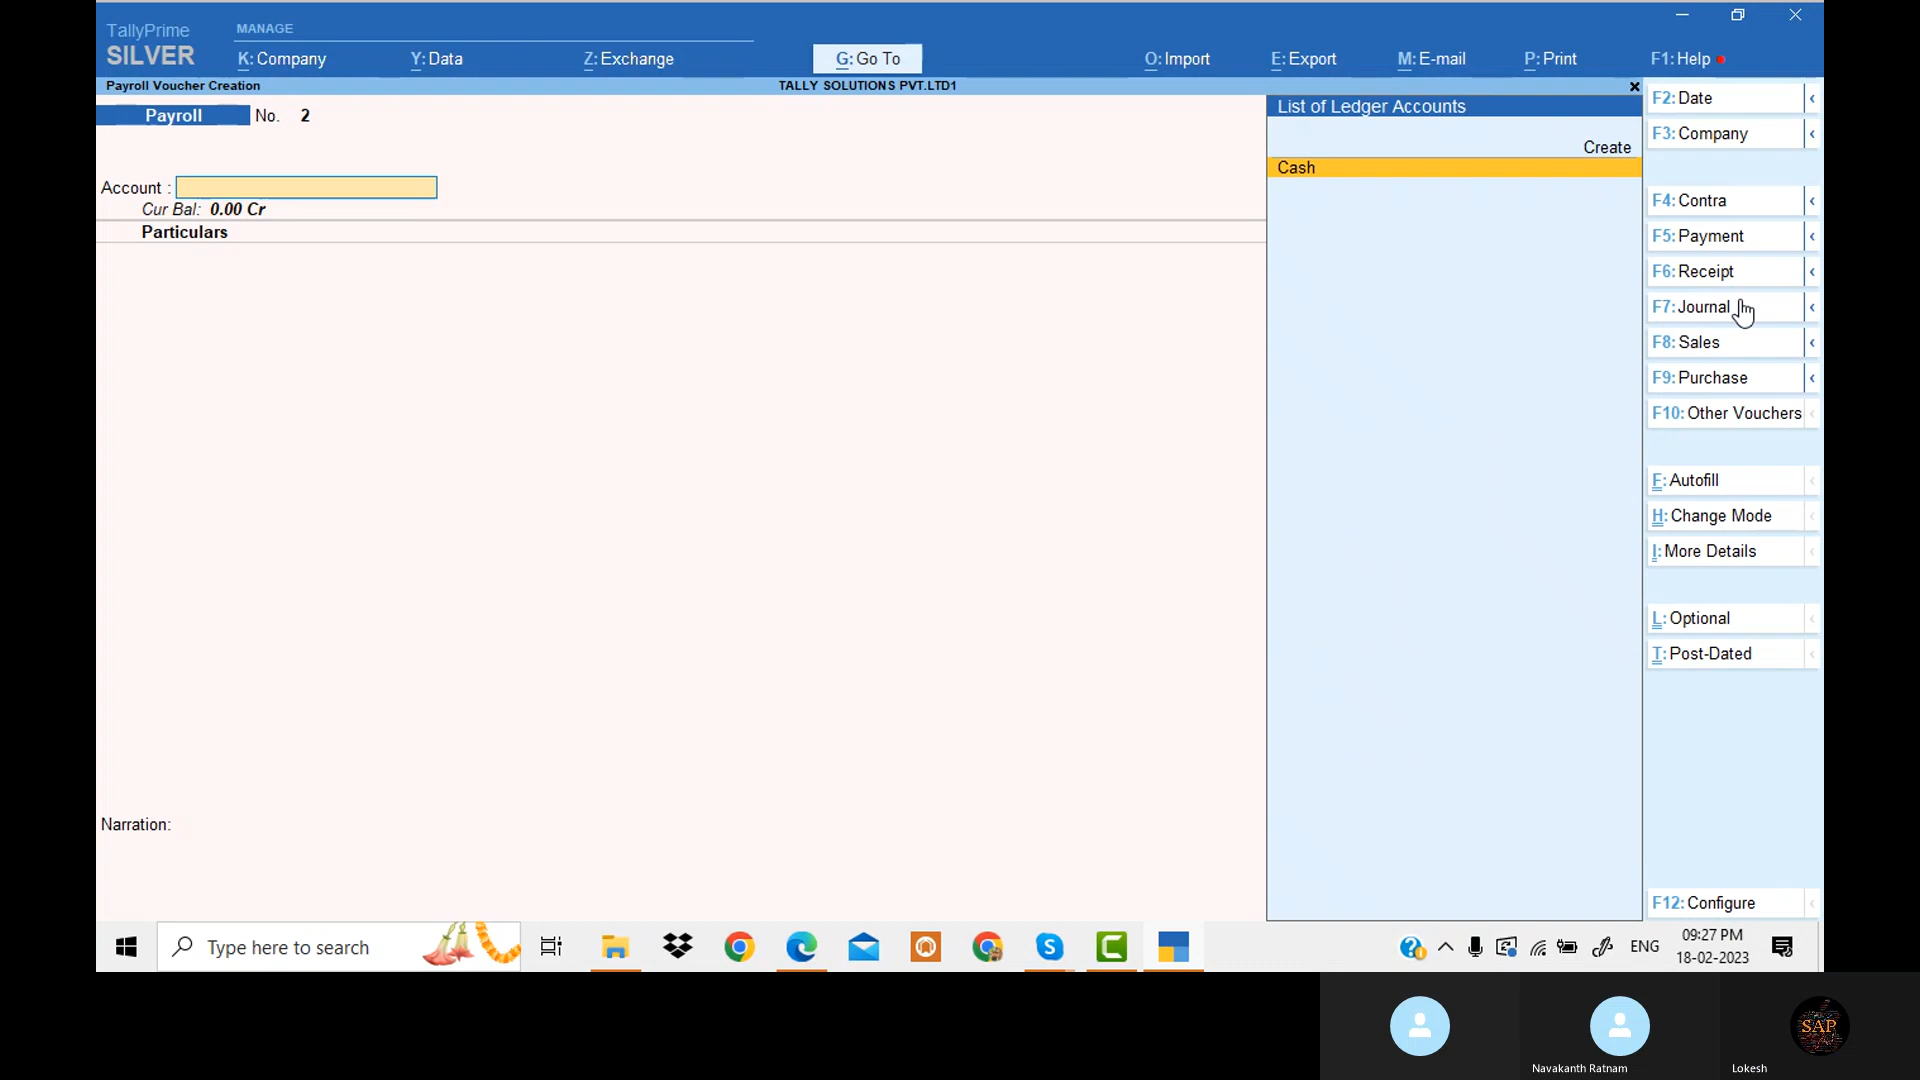 TallyPrime
SILVER
MANAGE
K: Company
Y: Data
Z: Exchange
G: Go To
O: Import
E: Export
M: E-mail
P: Print
F1: Help
Payroll Voucher Creation
TALLY SOLUTIONS PVT.LTD1
Payroll No. 2
Account :
Cur Bal: 0.00 Cr
Particulars
Narration:
List of Ledger Accounts
Create
Cash
F2: Date
F3: Company
F4: Contra
F5: Payment
F6: Receipt
F7: Journal
F8: Sales
F9: Purchase
F10: Other Vouchers
F: Autofill
H: Change Mode
I: More Details
L: Optional
T: Post-Dated
F12: Configure
Type here to search
ENG
09:27 PM
18-02-2023
SAP
Navakanth Ratnam
Lokesh